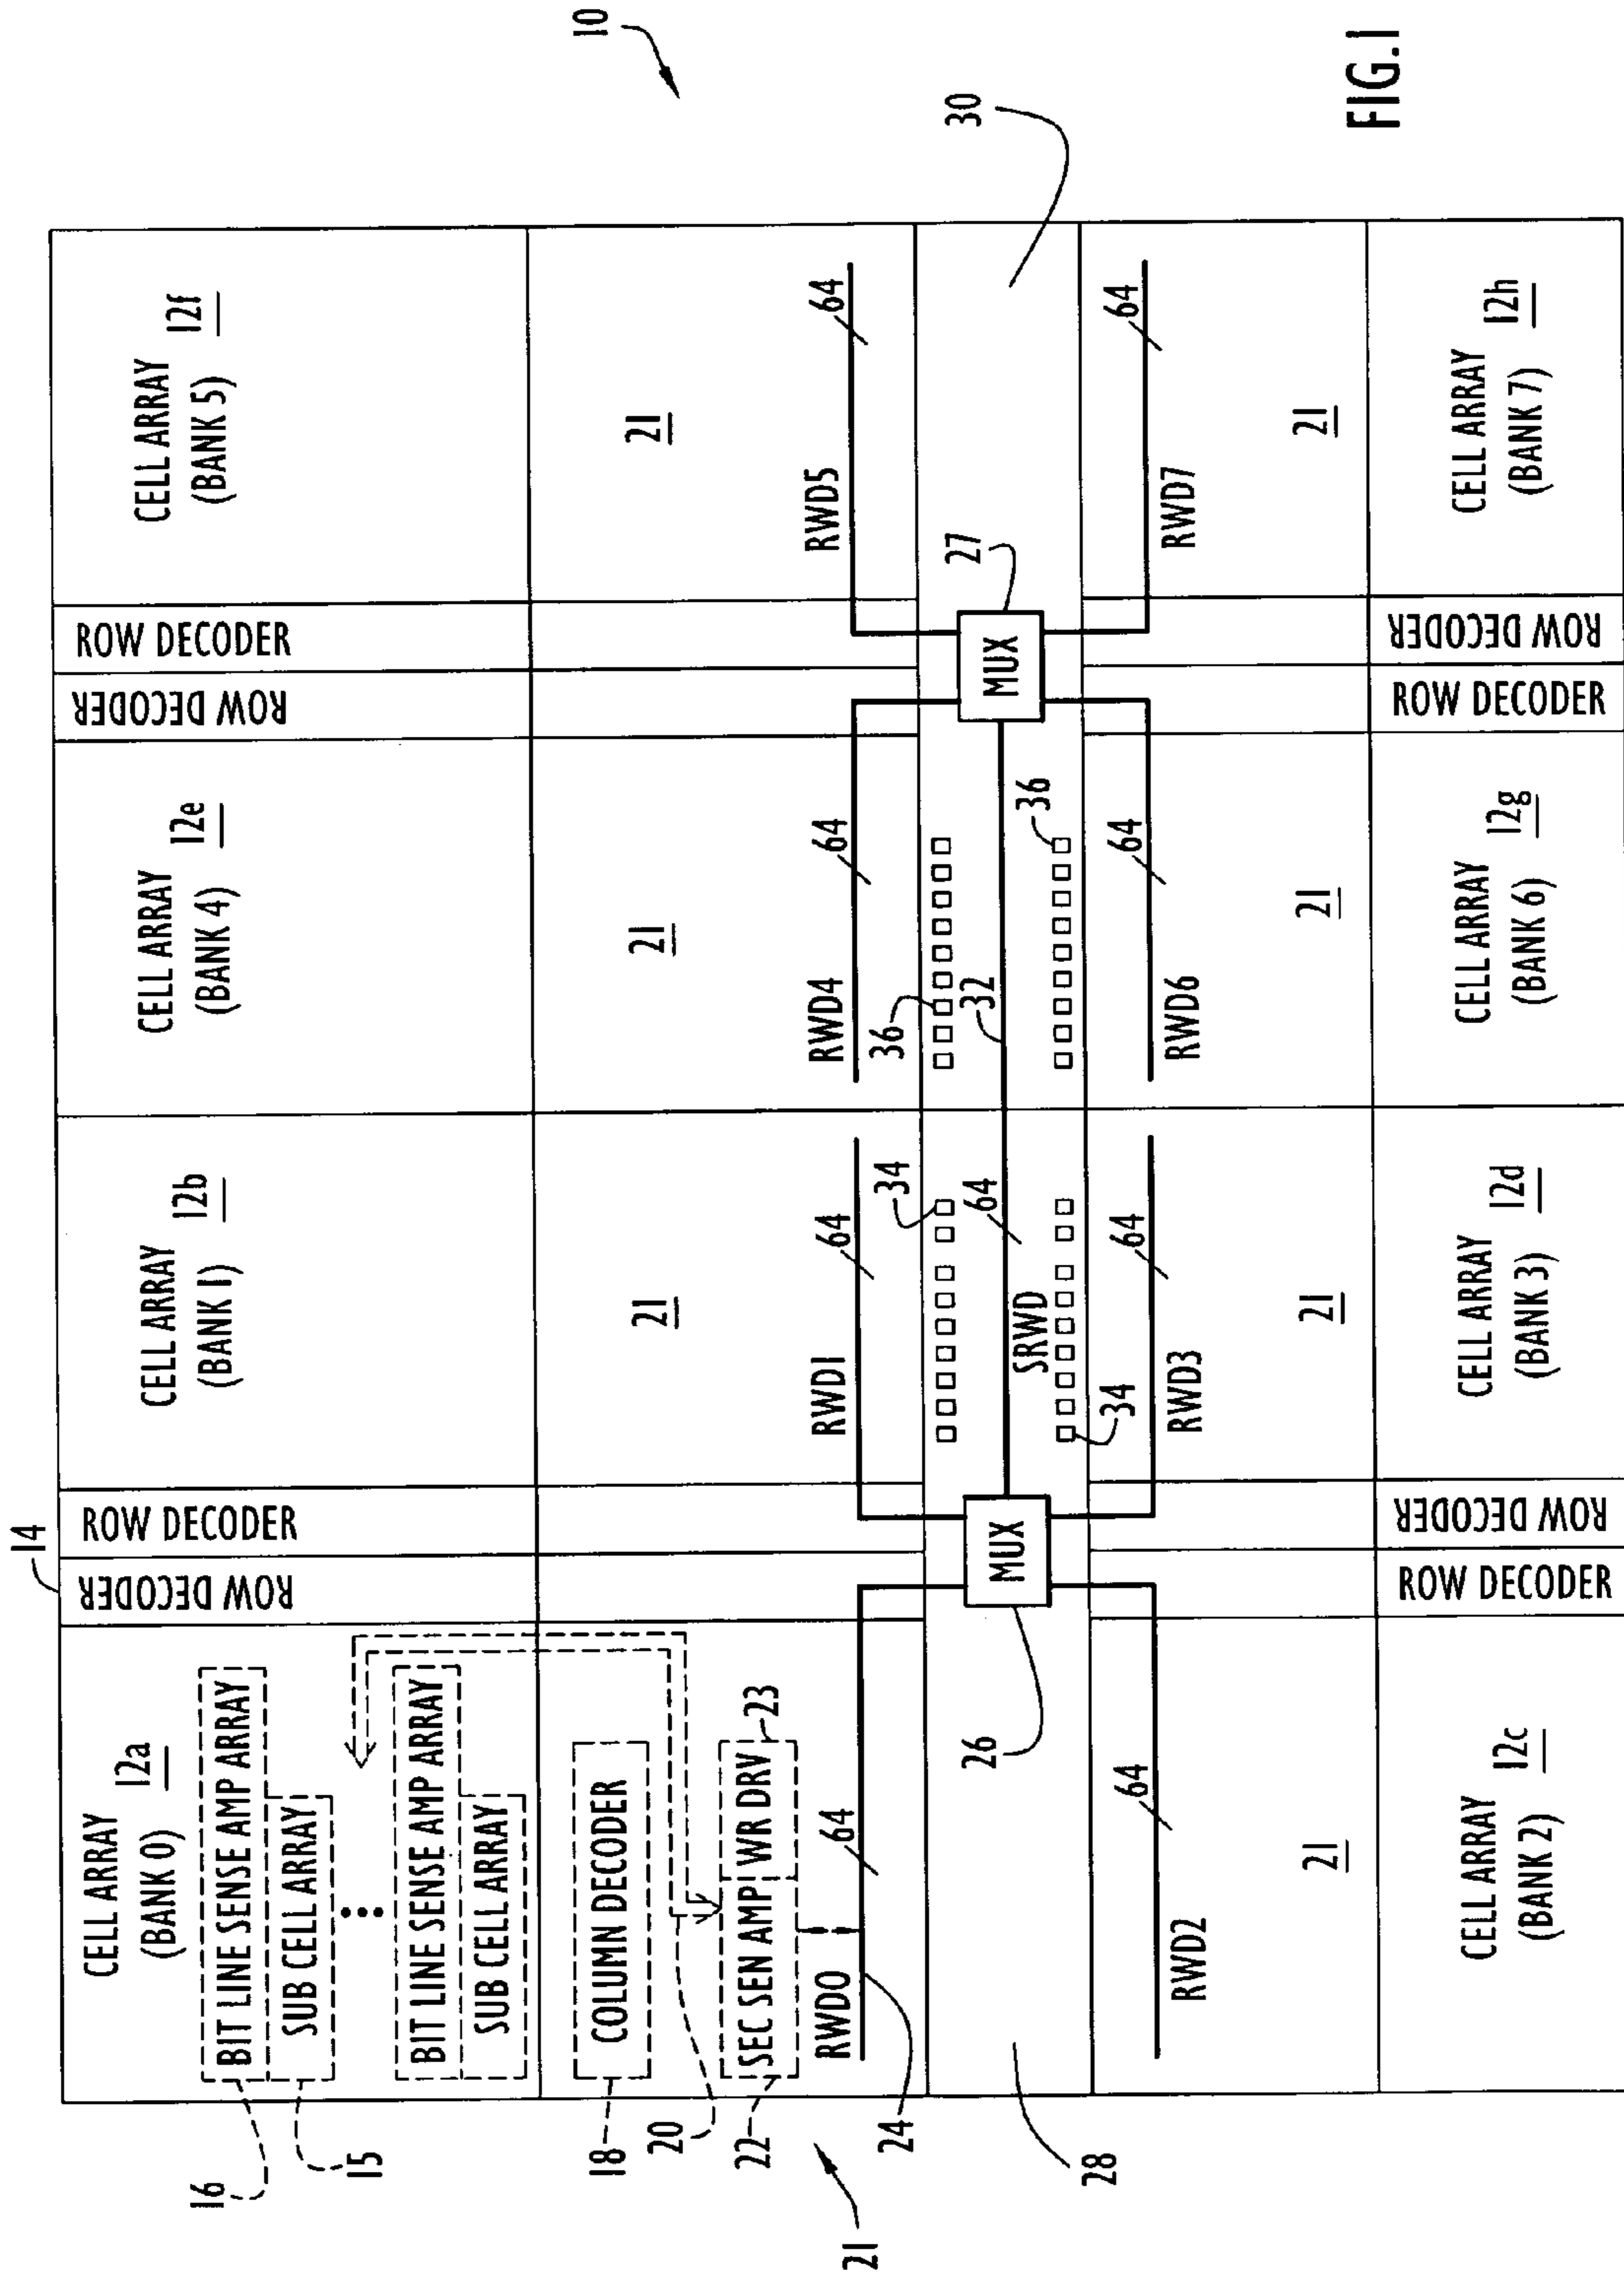 10
FIG.1
14
CELL ARRAY
(BANK 0)
12a
BIT LINE SENSE AMP ARRAY
SUB CELL ARRAY
BIT LINE SENSE AMP ARRAY
SUB CELL ARRAY
16
15
ROW DECODER
ROW DECODER
CELL ARRAY
(BANK 1)
12b
CELL ARRAY
(BANK 4)
12e
ROW DECODER
ROW DECODER
CELL ARRAY
(BANK 5)
12f
COLUMN DECODER
18
20
SEC SEN AMP
WR DRV
22
23
21
21
21
21
RWD0
64
24
RWD1
64
34
RWD4
64
36
RWD5
64
28
26
MUX
SRWD
64
32
34
36
MUX
27
30
RWD2
64
RWD3
64
RWD6
64
RWD7
64
21
21
21
21
CELL ARRAY
(BANK 2)
12c
ROW DECODER
ROW DECODER
CELL ARRAY
(BANK 3)
12d
CELL ARRAY
(BANK 6)
12g
ROW DECODER
ROW DECODER
CELL ARRAY
(BANK 7)
12h